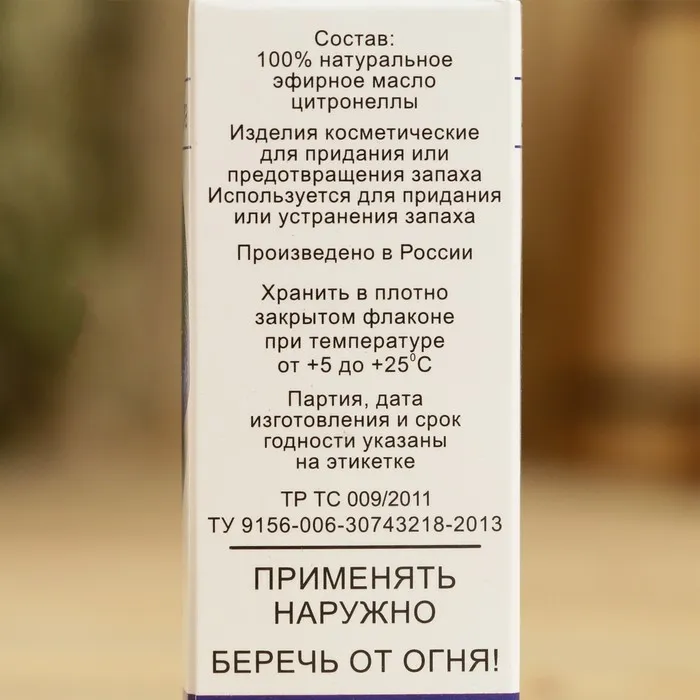 Состав:
100% натуральное
эфирное масло
цитронеллы
Изделия косметические
для придания или
предотвращения запаха
Используется для придания
или устранения запаха
Произведено в России
Хранить в плотно
закрытом флаконе
при температуре
от +5 до +25⁰С
Партия, дата
изготовления и срок
годности указаны
на этикетке
ТР ТС 009/2011
ТУ 9156-006-30743218-2013
ПРИМЕНЯТЬ
НАРУЖНО
БЕРЕЧЬ ОТ ОГНЯ!